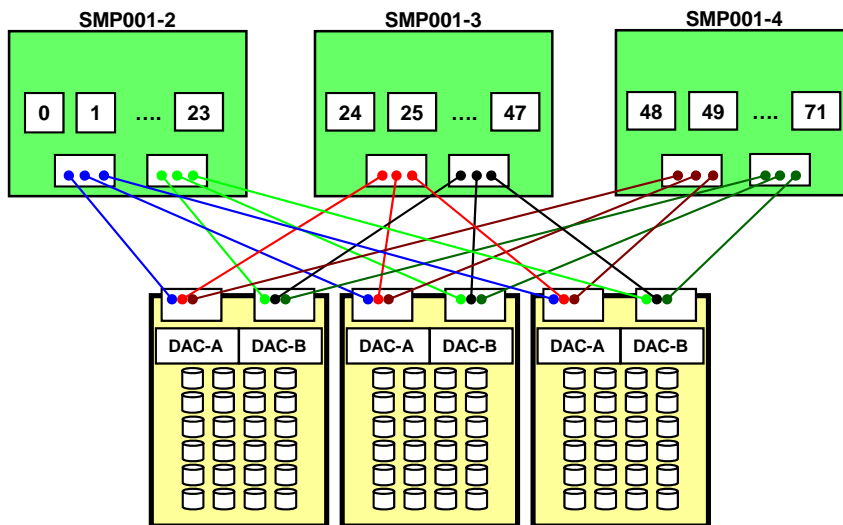 SMP001-2 SMP001-3 SMP001-4
0 1 .... 23 24 25 .... 47 48 49 .... 71
DAC-A DAC-B DAC-A DAC-B DAC-A DAC-B